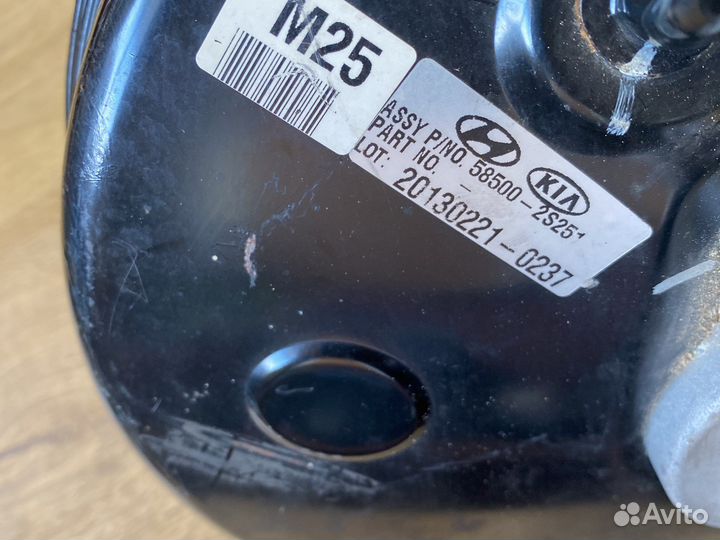 M25
ASSY P/NO. 58500-2S251
PART NO. -
LOT: 20130221-0237
KIA
Avito